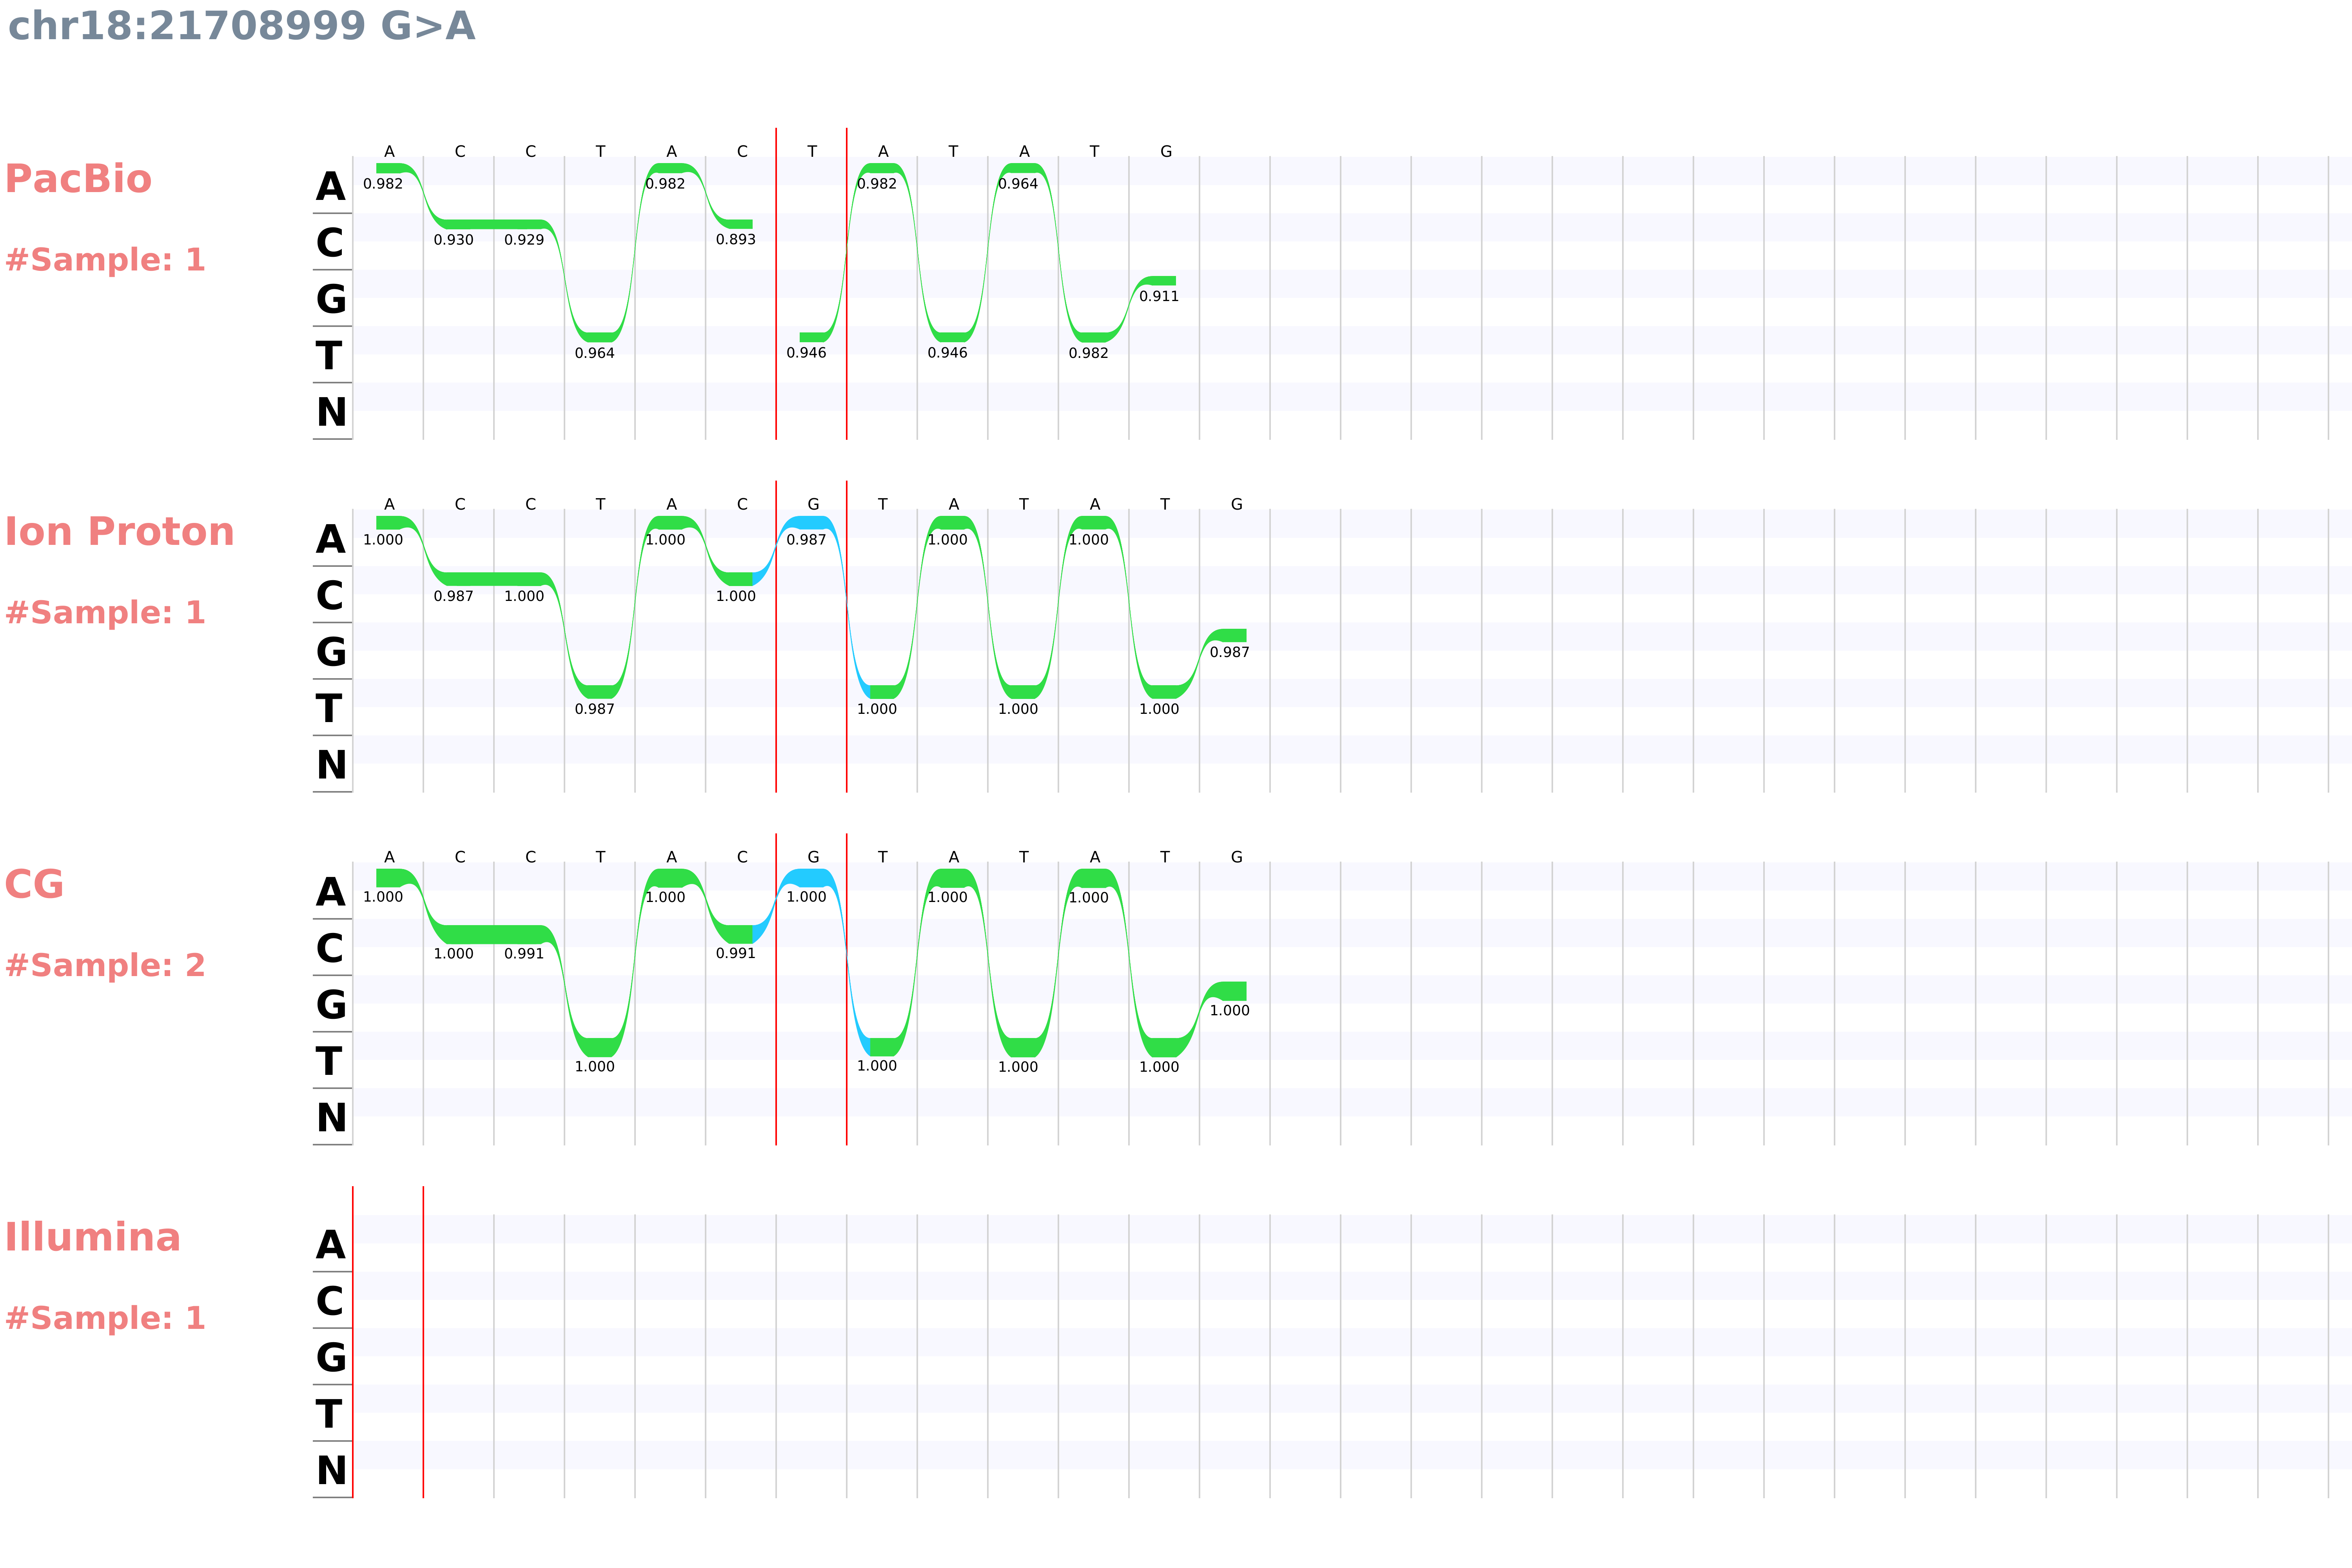 chr18:21708999 G>A
PacBio
#Sample: 1
A C C T A C T A T A T G
A
C
G
T
N
0.982 0.982 0.982 0.964
0.930 0.929 0.893
0.911
0.964 0.946 0.946 0.982
Ion Proton
#Sample: 1
A C C T A C G T A T A T G
A
C
G
T
N
1.000 1.000 0.987 1.000 1.000
0.987 1.000 1.000
0.987
0.987 1.000 1.000 1.000
CG
#Sample: 2
A C C T A C G T A T A T G
A
C
G
T
N
1.000 1.000 1.000 1.000 1.000
1.000 0.991 0.991
1.000
1.000 1.000 1.000 1.000
Illumina
#Sample: 1
A
C
G
T
N